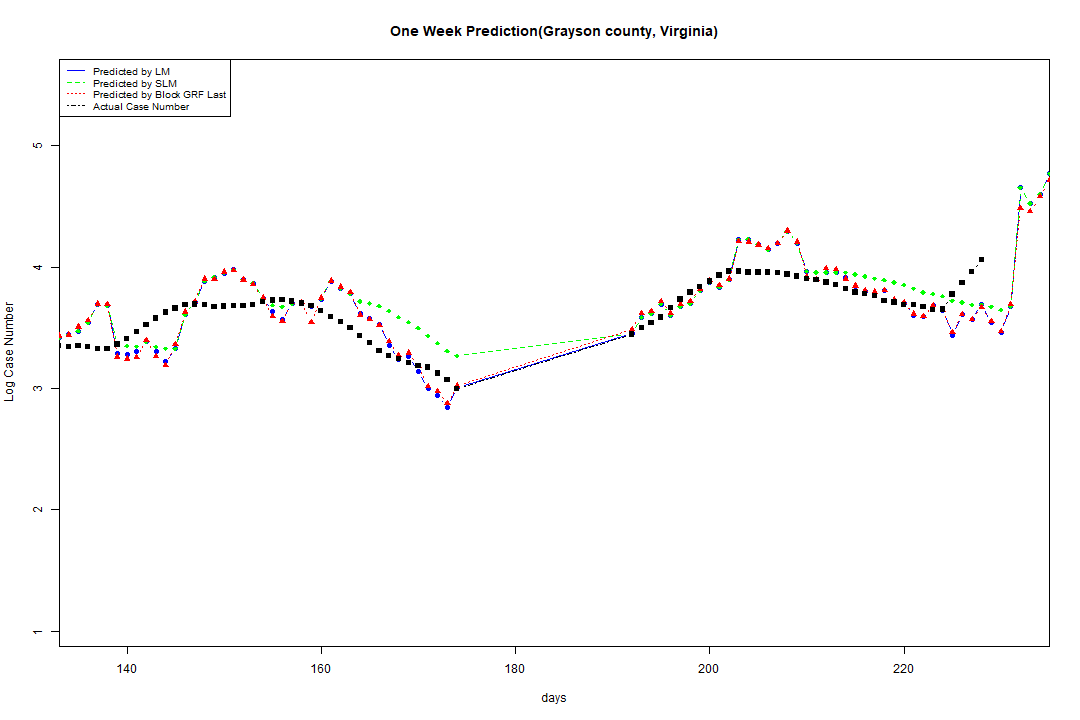 One Week Prediction(Grayson county, Virginia)
Predicted by LM
Predicted by SLM
Predicted by Block GRF Last
Actual Case Number
5
4
3
2
1
Log Case Number
140 160 180 200 220
days